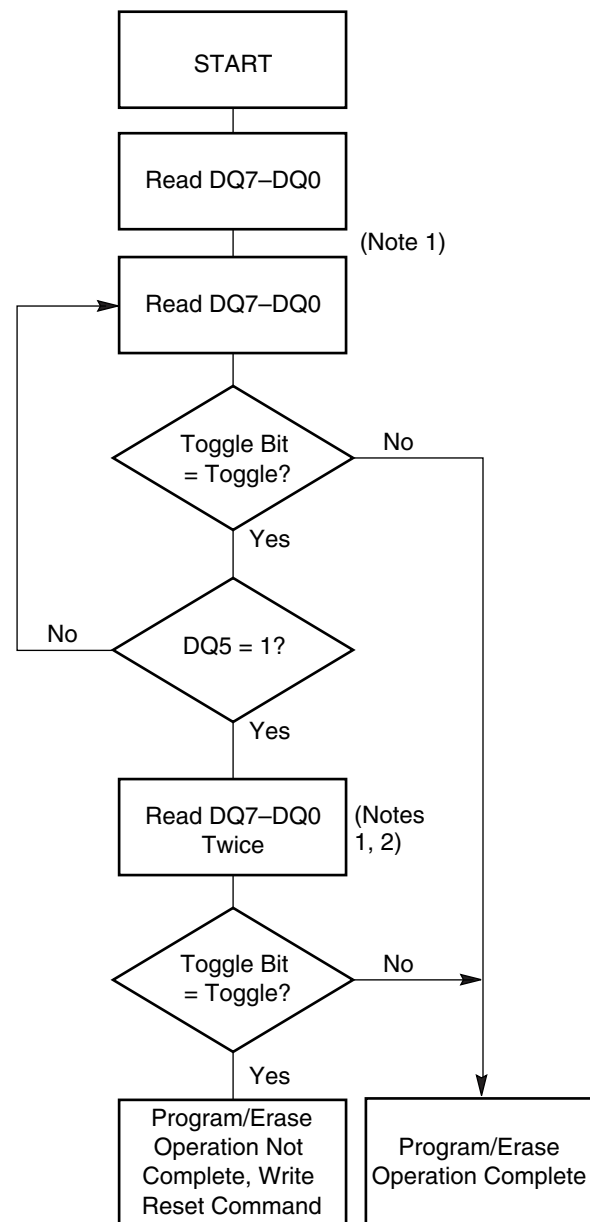 START
Read DQ7–DQ0
(Note 1)
Read DQ7–DQ0
Toggle Bit
= Toggle?
No
Yes
No
DQ5 = 1?
Yes
Read DQ7–DQ0
Twice
(Notes
1, 2)
Toggle Bit
= Toggle?
No
Yes
Program/Erase
Operation Not
Complete, Write
Reset Command
Program/Erase
Operation Complete